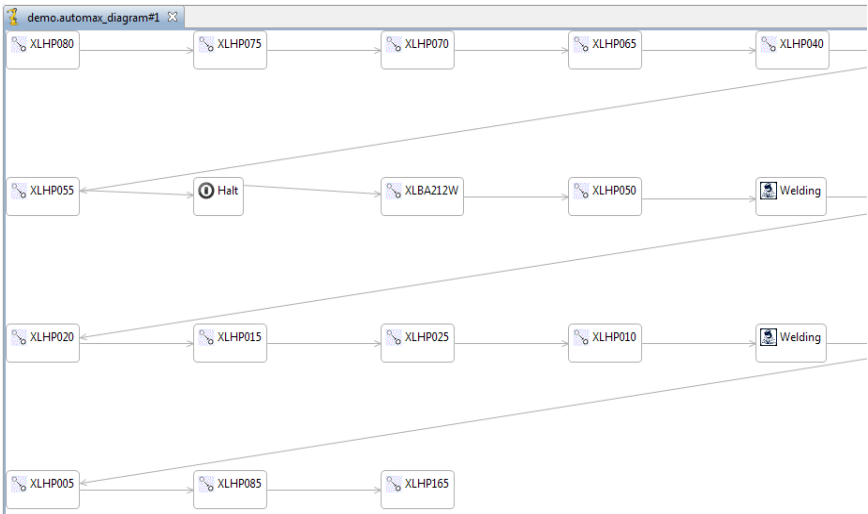 demo.automax_diagram#1
XLHP080 XLHP075 XLHP070 XLHP065 XLHP040
XLHP055 Halt XLBA212W XLHP050 Welding
XLHP020 XLHP015 XLHP025 XLHP010 Welding
XLHP005 XLHP085 XLHP165